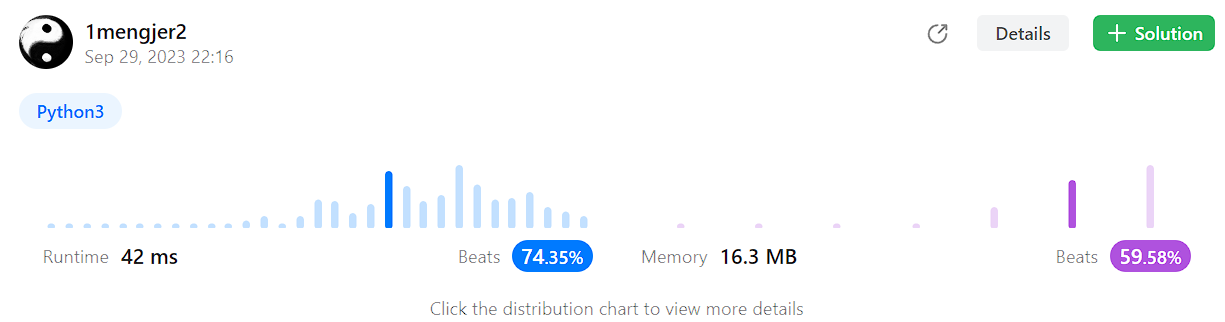 1mengjer2
Sep 29, 2023 22:16
Details
+ Solution
Python3
Runtime 42 ms Beats 74.35% Memory 16.3 MB Beats 59.58%
Click the distribution chart to view more details